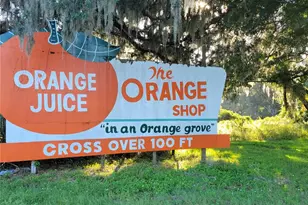 ORANGE
JUICE
The
ORANGE
SHOP
"in an Orange grove"
CROSS OVER 100 FT